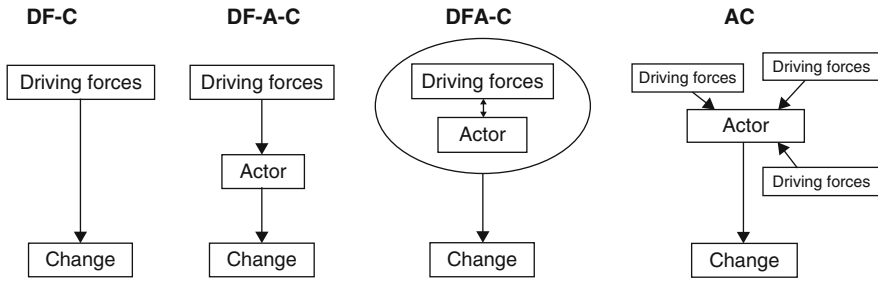 DF-C
DF-A-C
DFA-C
AC
Driving forces
Change
Driving forces
Actor
Change
Driving forces
Actor
Change
Driving forces
Driving forces
Actor
Driving forces
Change